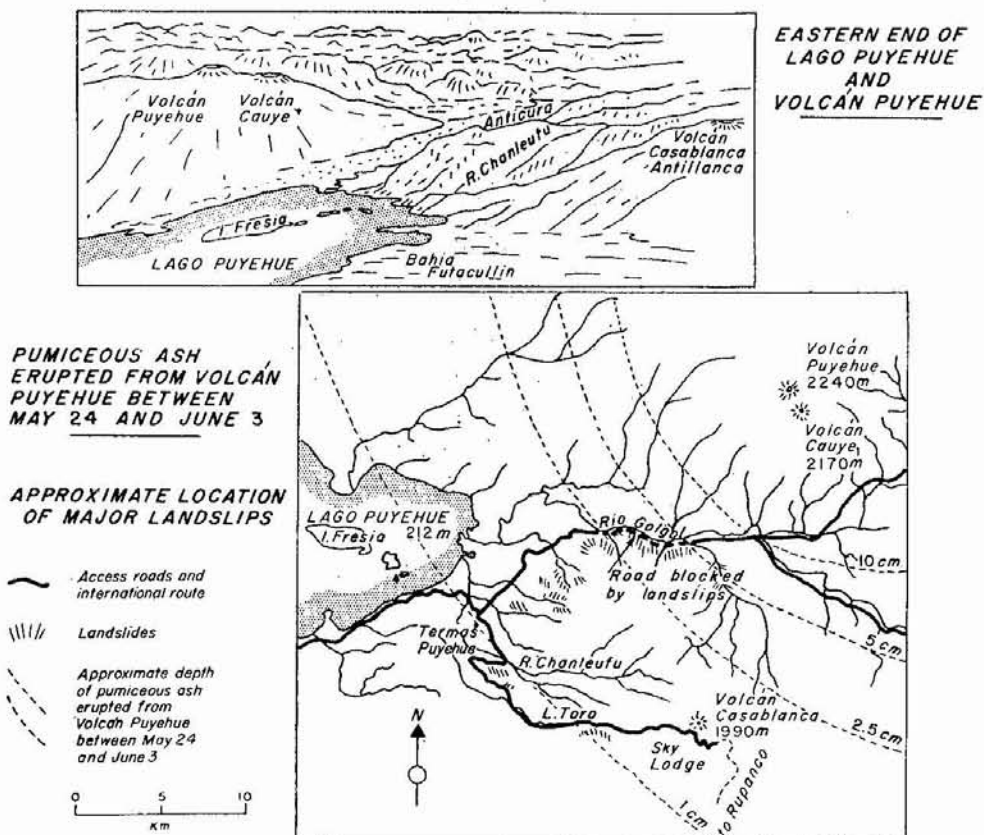 EASTERN END OF
LAGO PUYEHUE
AND
VOLCÁN PUYEHUE
Volcán
Puyehue
Volcán
Cauye
Anticura
R. Chanleufu
Volcán
Casablanca
Antillanca
I. Fresia
LAGO PUYEHUE
Bahia
Futacullin
PUMICEOUS ASH
ERUPTED FROM VOLCÁN
PUYEHUE BETWEEN
MAY 24 AND JUNE 3
APPROXIMATE LOCATION
OF MAJOR LANDSLIPS
Access roads and
international route
Landslides
Approximate depth
of pumiceous ash
erupted from
Volcán Puyehue
between May 24
and June 3
0 5 10
Km
Volcán
Puyehue
2240m
Volcán
Cauye
2170m
LAGO PUYEHUE
I. Fresia 212m
Rio Golgol
Road blocked
by landslips
10 cm
5 cm
Termas
Puyehue
R. Chanleufu
L. Toro
Volcán
Casablanca
1990m
2.5 cm
Sky
Lodge
1 cm
to Rupanco
N